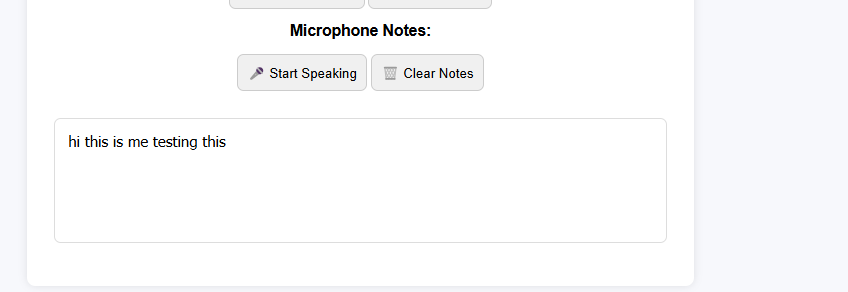 Microphone Notes:
Start Speaking
Clear Notes
hi this is me testing this